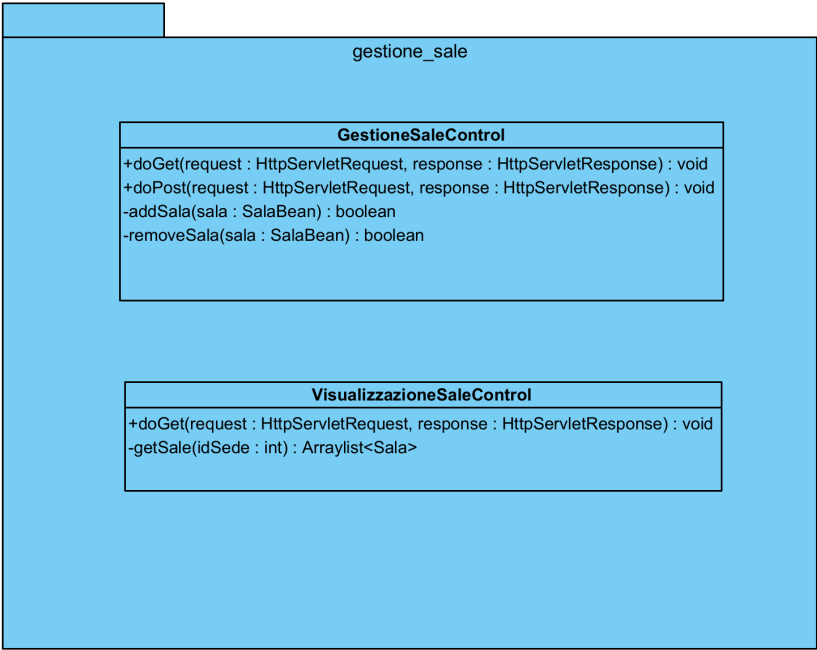 gestione_sale
GestioneSaleControl
+doGet(request : HttpServletRequest, response : HttpServletResponse) : void
+doPost(request : HttpServletRequest, response : HttpServletResponse) : void
-addSala(sala : SalaBean) : boolean
-removeSala(sala : SalaBean) : boolean
VisualizzazioneSaleControl
+doGet(request : HttpServletRequest, response : HttpServletResponse) : void
-getSale(idSede : int) : Arraylist<Sala>